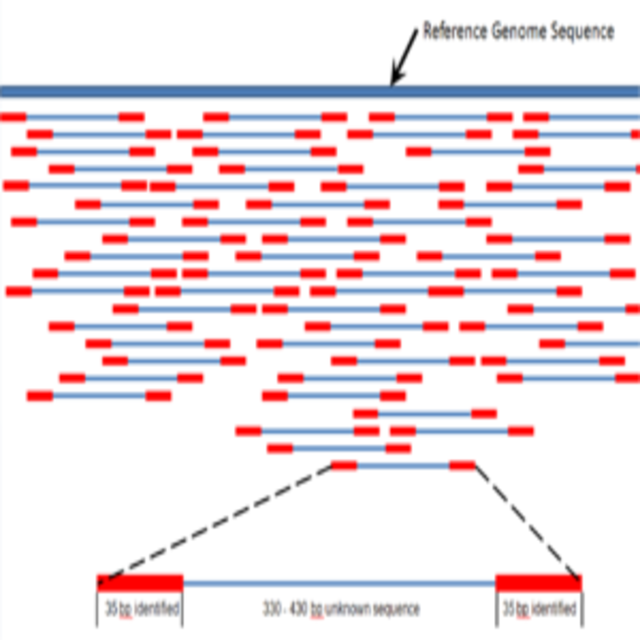 Reference Genome Sequence
35 bp identified 330 - 430 bp unknown sequence 35 bp identified